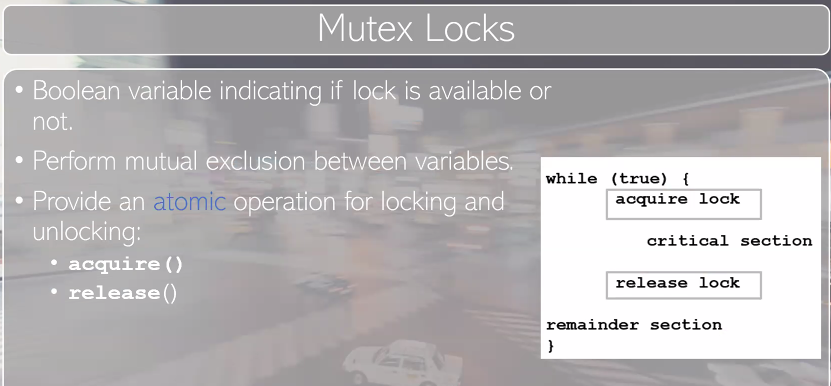 Mutex Locks
• Boolean variable indicating if lock is available or
not.
• Perform mutual exclusion between variables.
• Provide an atomic operation for locking and
unlocking:
• acquire()
• release()
while (true) {
acquire lock
critical section
release lock
remainder section
}